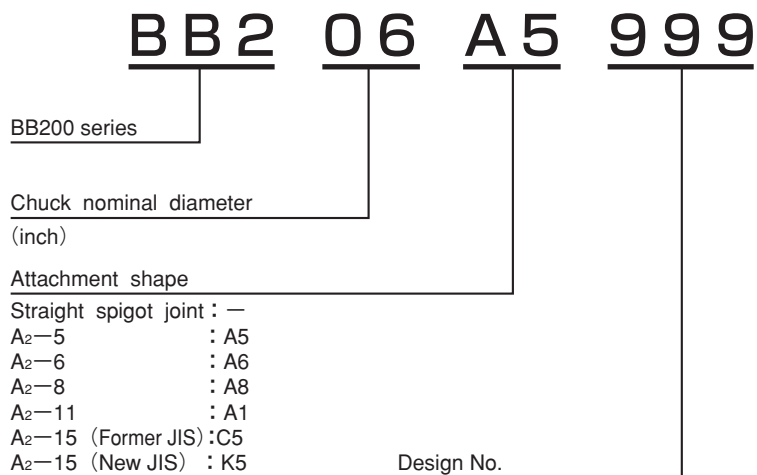 BB2 06 A5 999
BB200 series
Chuck nominal diameter
(inch)
Attachment shape
Straight spigot joint : —
A2—5 : A5
A2—6 : A6
A2—8 : A8
A2—11 : A1
A2—15 (Former JIS) : C5
A2—15 (New JIS) : K5
Design No.